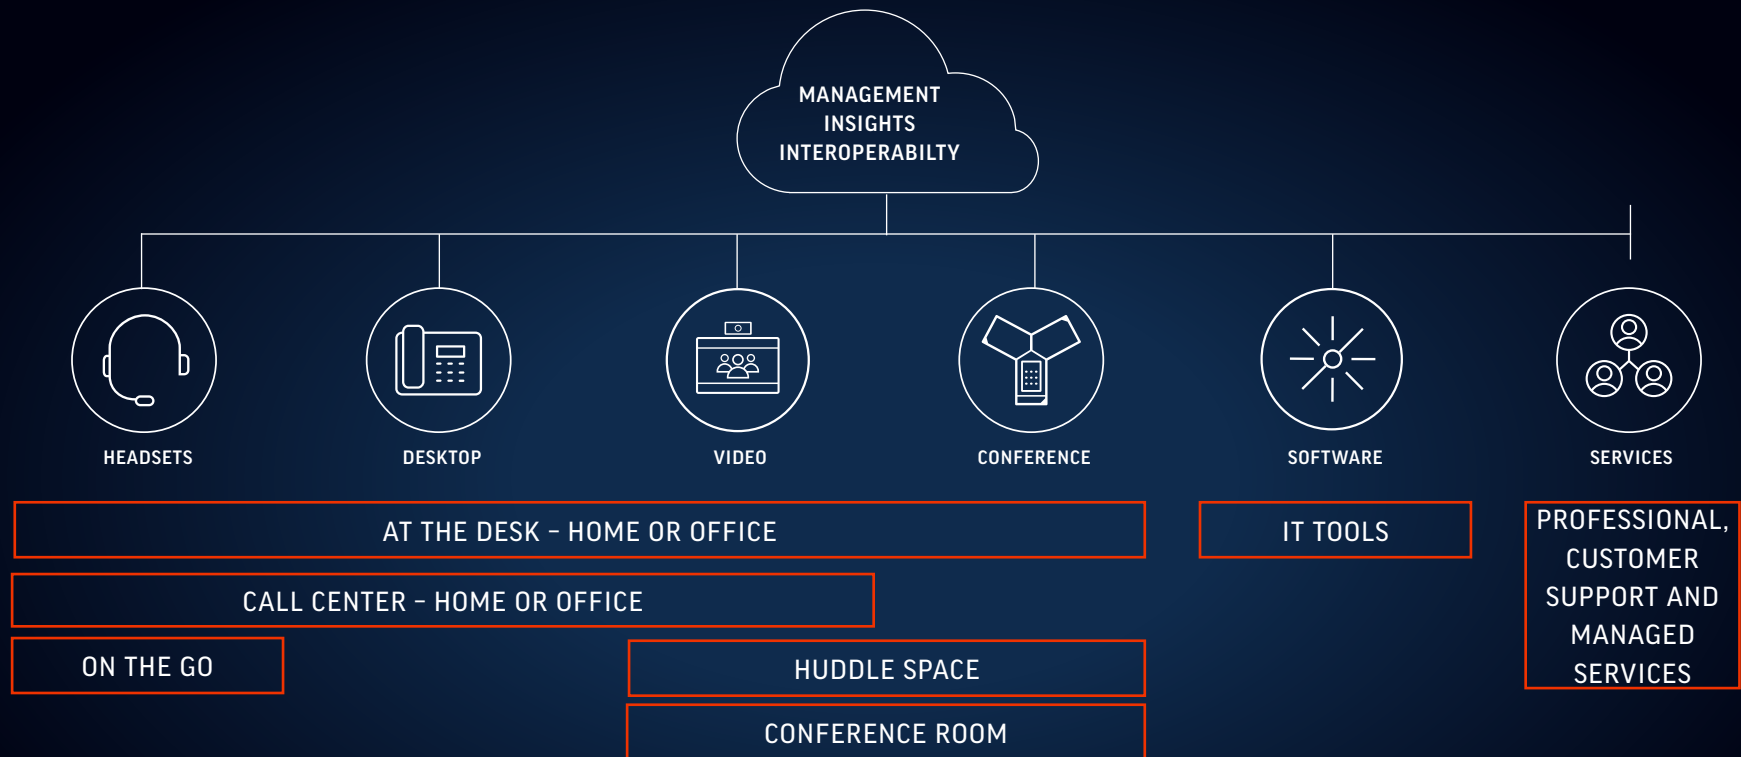 MANAGEMENT
INSIGHTS
INTEROPERABILTY
HEADSETS
DESKTOP
VIDEO
CONFERENCE
SOFTWARE
SERVICES
AT THE DESK – HOME OR OFFICE
IT TOOLS
PROFESSIONAL,
CUSTOMER
SUPPORT AND
MANAGED
SERVICES
CALL CENTER – HOME OR OFFICE
ON THE GO
HUDDLE SPACE
CONFERENCE ROOM